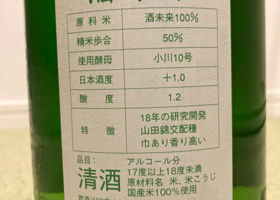 原料米 酒未来100%
精米歩合 50%
使用酵母 小川10号
日本酒度 +1.0
酸度 1.2
特徴 18年の研究開発
山田錦交配種
巾あり香り高い
品目: 清酒
アルコール分
17度以上18度未満
原材料名 米、米こうじ
国産米100%使用